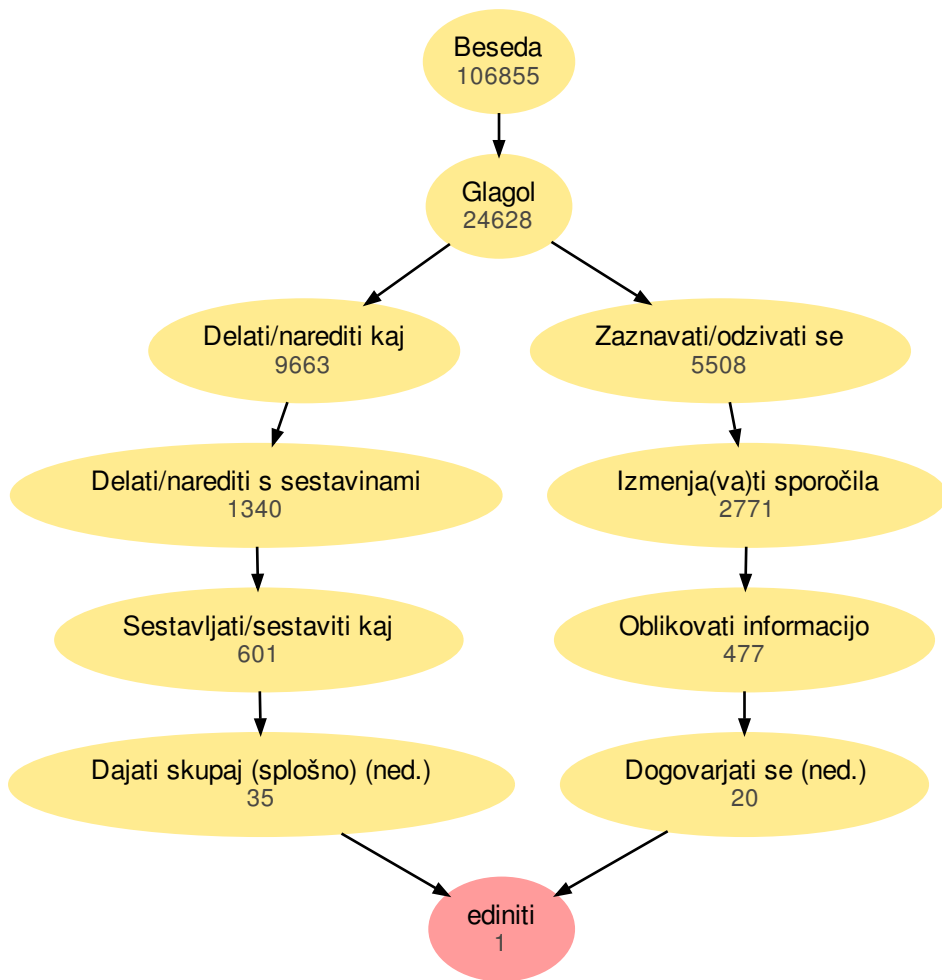 Beseda
106855
Glagol
24628
Delati/narediti kaj
9663
Zaznavati/odzivati se
5508
Delati/narediti s sestavinami
1340
Izmenja(va)ti sporočila
2771
Sestavljati/sestaviti kaj
601
Oblikovati informacijo
477
Dajati skupaj (splošno) (ned.)
35
Dogovarjati se (ned.)
20
ediniti
1